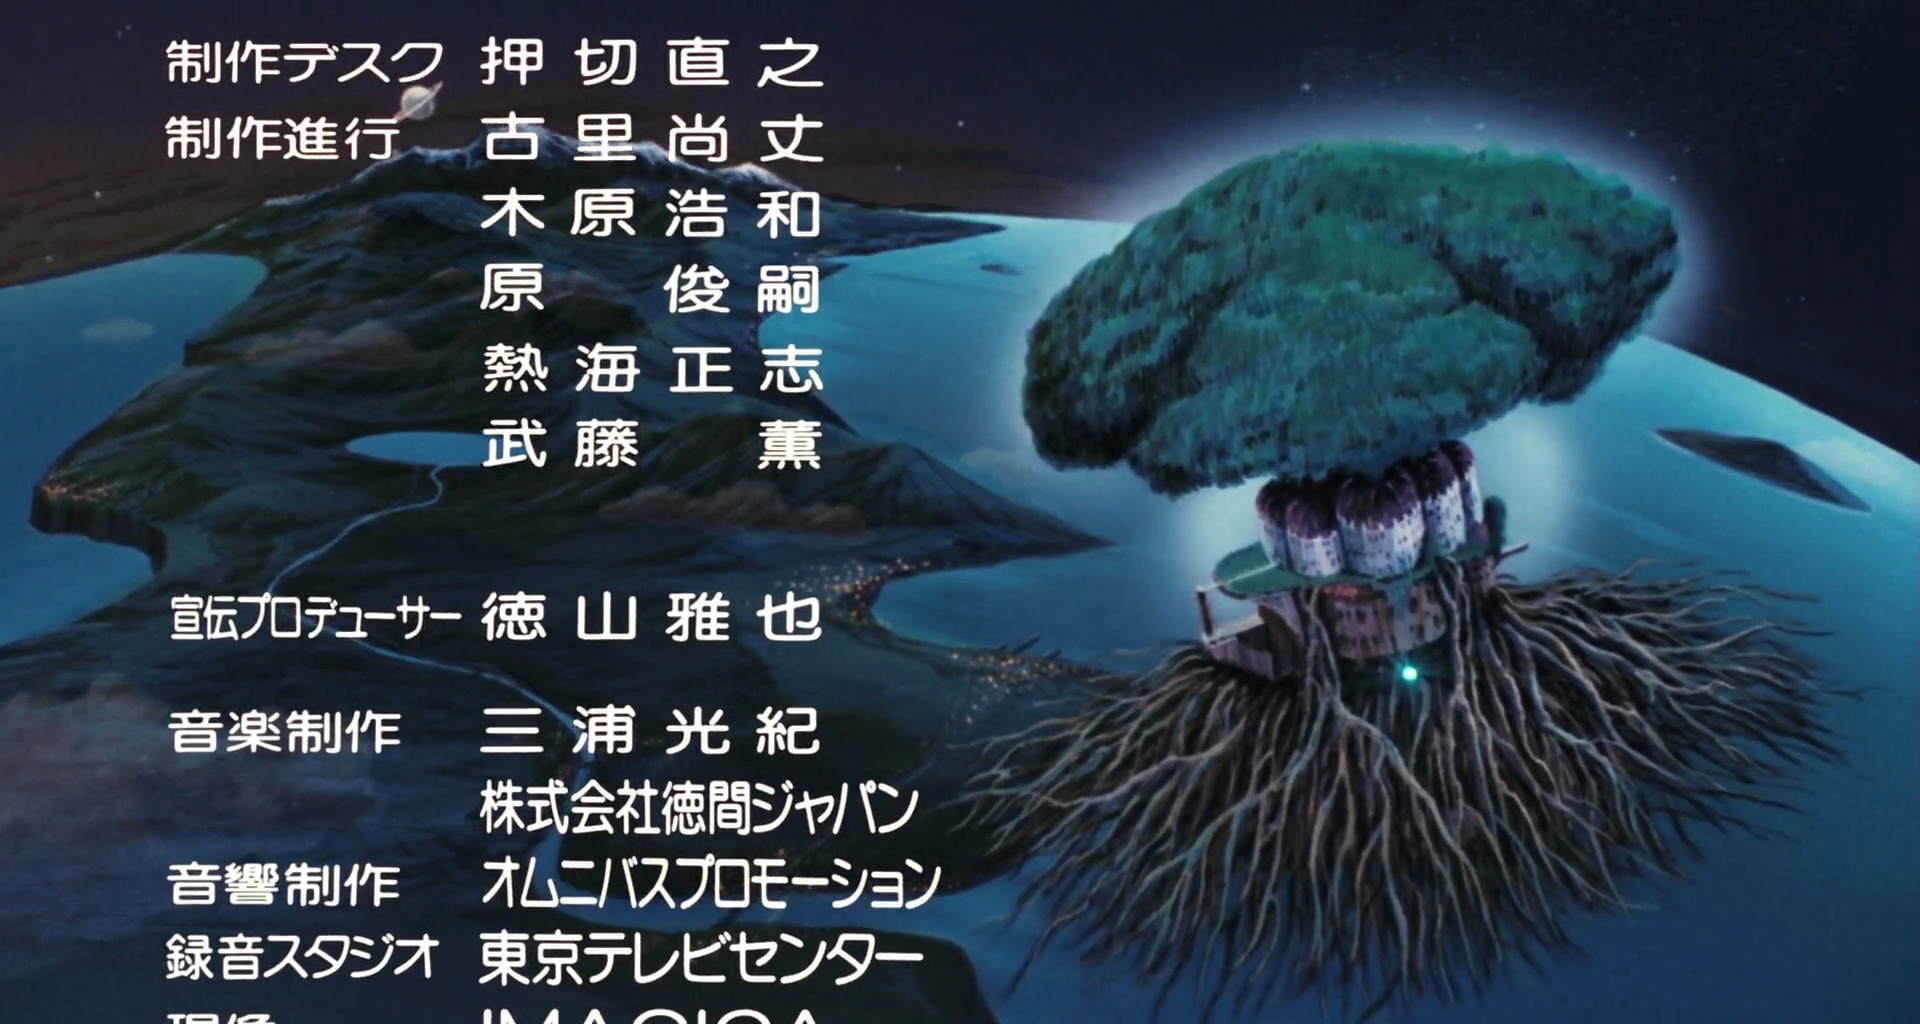 制作デスク 押切直之
制作進行 古里尚丈
木原浩和
原 俊嗣
熱海正志
武藤 薫
宣伝プロデューサー 徳山雅也
音楽制作 三浦光紀
株式会社徳間ジャパン
音響制作 オムニバスプロモーション
録音スタジオ 東京テレビセンター
現像 IMAGICA